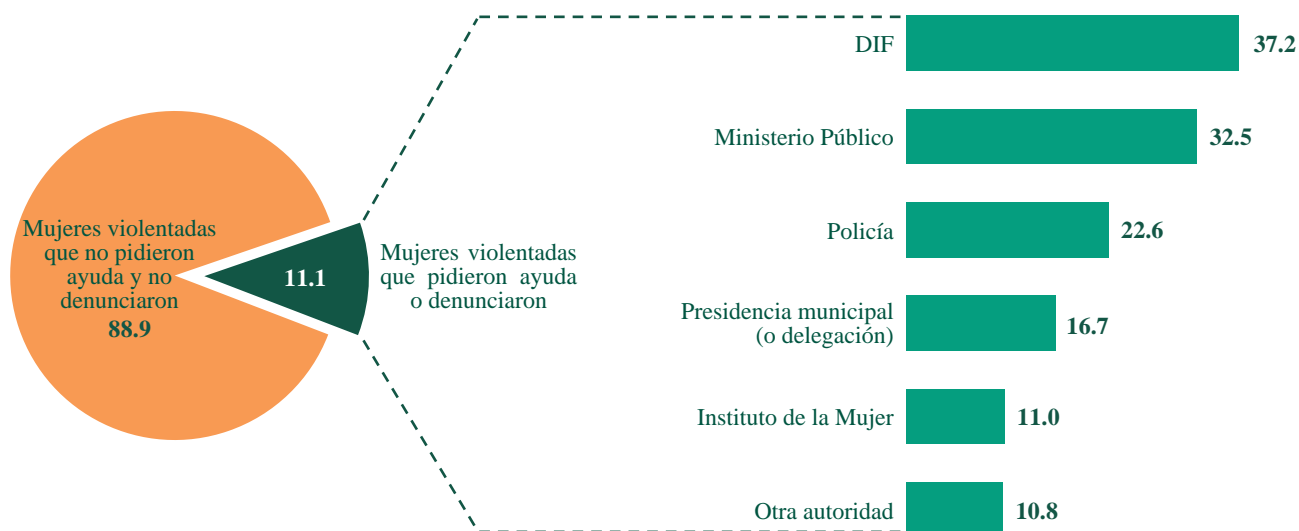 Mujeres violentadas
que no pidieron
ayuda y no
denunciaron
88.9
11.1
Mujeres violentadas
que pidieron ayuda
o denunciaron
DIF
37.2
Ministerio Público
32.5
Policía
22.6
Presidencia municipal
(o delegación)
16.7
Instituto de la Mujer
11.0
Otra autoridad
10.8